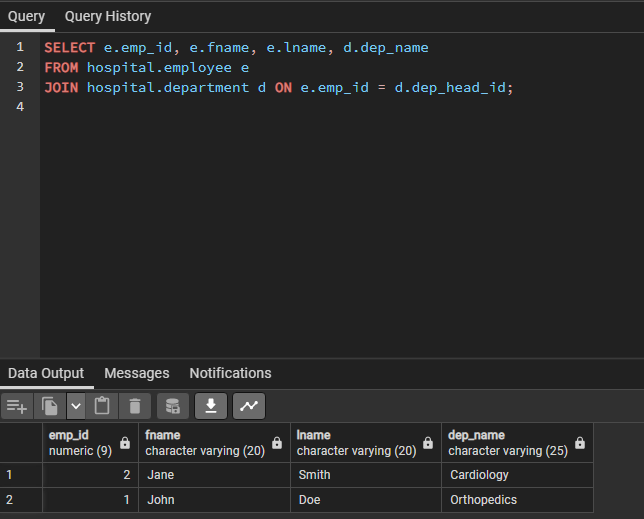 Query Query History
1 SELECT e.emp_id, e.fname, e.lname, d.dep_name
2 FROM hospital.employee e
3 JOIN hospital.department d ON e.emp_id = d.dep_head_id;
4
Data Output Messages Notifications
emp_id fname lname dep_name
numeric (9) character varying (20) character varying (20) character varying (25)
1 2 Jane Smith Cardiology
2 1 John Doe Orthopedics